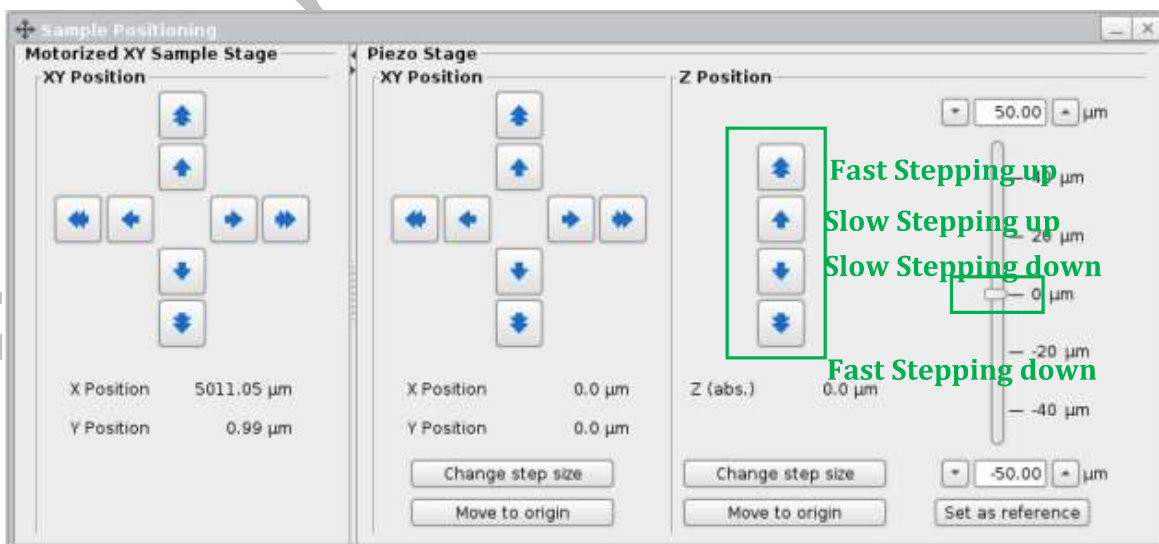 Sample Positioning
Motorized XY Sample Stage
XY Position
X Position 5011.05 µm
Y Position 0.99 µm
Piezo Stage
XY Position
X Position 0.0 µm
Y Position 0.0 µm
Change step size
Move to origin
Z Position
Fast Stepping up
Slow Stepping up
Slow Stepping down
Fast Stepping down
Z (abs.) 0.0 µm
Change step size
Move to origin
50.00 µm
40 µm
20 µm
0 µm
-20 µm
-40 µm
-50.00 µm
Set as reference